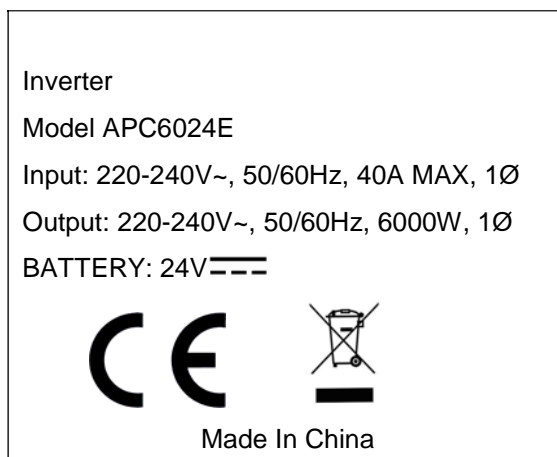 Inverter
Model APC6024E
Input: 220-240V~, 50/60Hz, 40A MAX, 1Ø
Output: 220-240V~, 50/60Hz, 6000W, 1Ø
BATTERY: 24V⎓
CE
Made In China